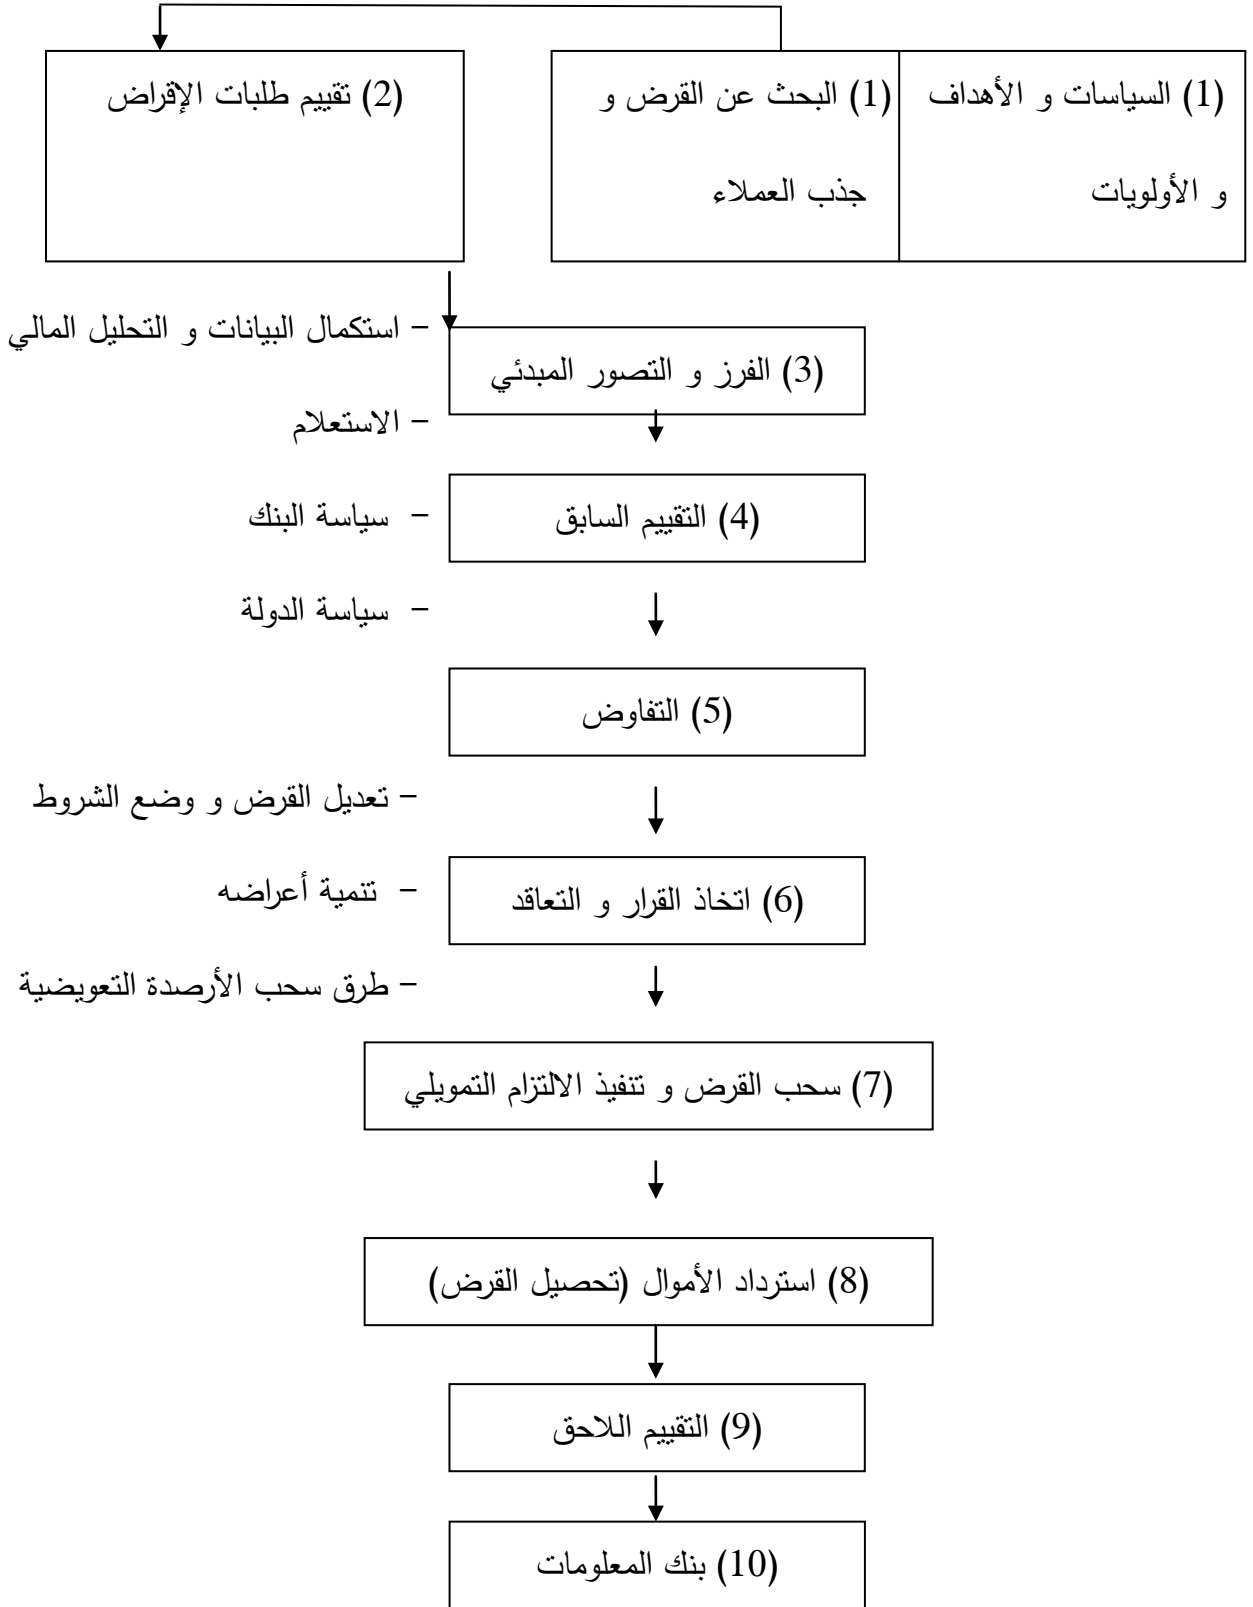 (1) السياسات و الأهداف
و الأولويات
(1) البحث عن القرض و
جذب العملاء
(2) تقييم طلبات الإقراض
– استكمال البيانات و التحليل المالي
(3) الفرز و التصور المبدئي
– الاستعلام
(4) التقييم السابق
– سياسة البنك
– سياسة الدولة
(5) التفاوض
– تعديل القرض و وضع الشروط
(6) اتخاذ القرار و التعاقد
– تنمية أعراضه
– طرق سحب الأرصدة التعويضية
(7) سحب القرض و تنفيذ الالتزام التمويلي
(8) استرداد الأموال (تحصيل القرض)
(9) التقييم اللاحق
(10) بنك المعلومات